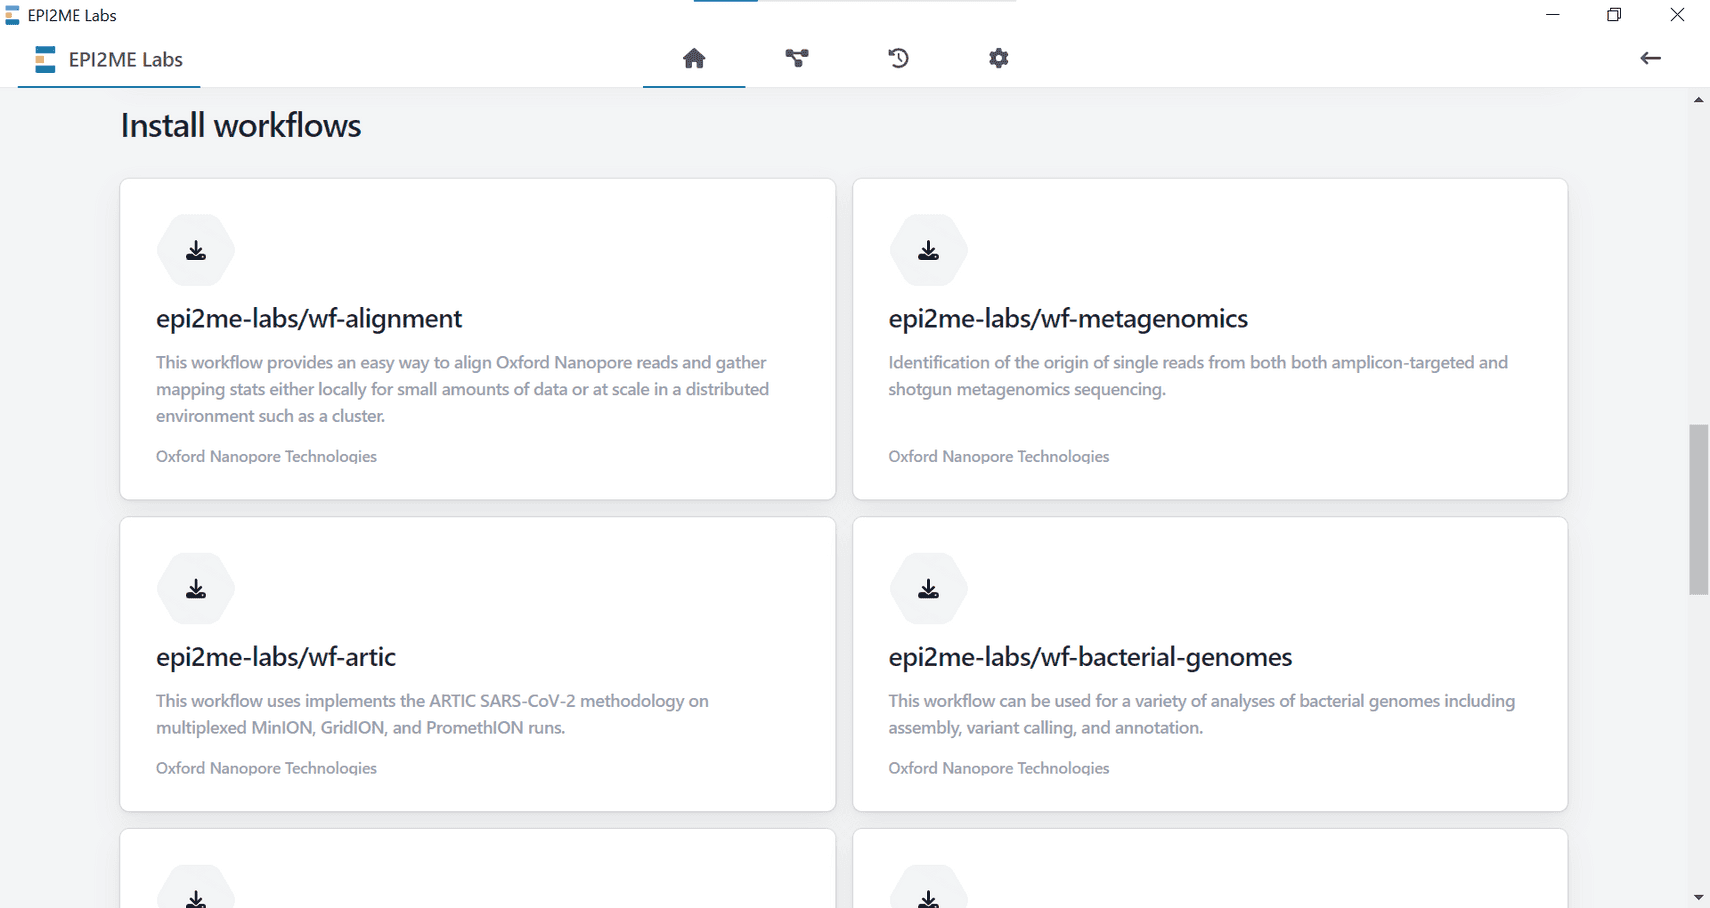 EPI2ME Labs
EPI2ME Labs
Install workflows
epi2me-labs/wf-alignment
This workflow provides an easy way to align Oxford Nanopore reads and gather
mapping stats either locally for small amounts of data or at scale in a distributed
environment such as a cluster.
Oxford Nanopore Technologies
epi2me-labs/wf-metagenomics
Identification of the origin of single reads from both both amplicon-targeted and
shotgun metagenomics sequencing.
Oxford Nanopore Technologies
epi2me-labs/wf-artic
This workflow uses implements the ARTIC SARS-CoV-2 methodology on
multiplexed MinION, GridION, and PromethION runs.
Oxford Nanopore Technologies
epi2me-labs/wf-bacterial-genomes
This workflow can be used for a variety of analyses of bacterial genomes including
assembly, variant calling, and annotation.
Oxford Nanopore Technologies